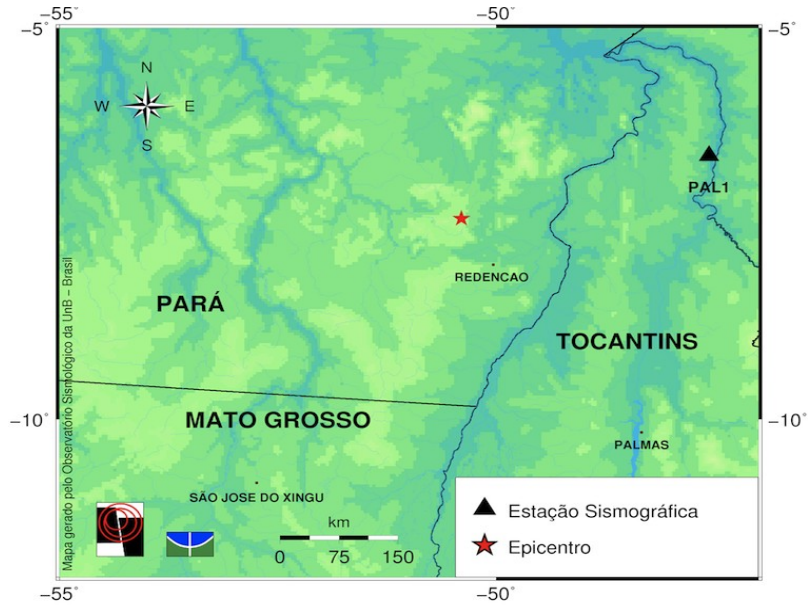 −55˚
−50˚
−5˚
−5˚
N
W
E
S
PAL1
REDENCAO
PARÁ
TOCANTINS
MATO GROSSO
−10˚
−10˚
PALMAS
SÃO JOSE DO XINGU
km
0 75 150
Estação Sismográfica
Epicentro
−55˚
−50˚
Mapa gerado pelo Observatório Sismológico da UnB – Brasil